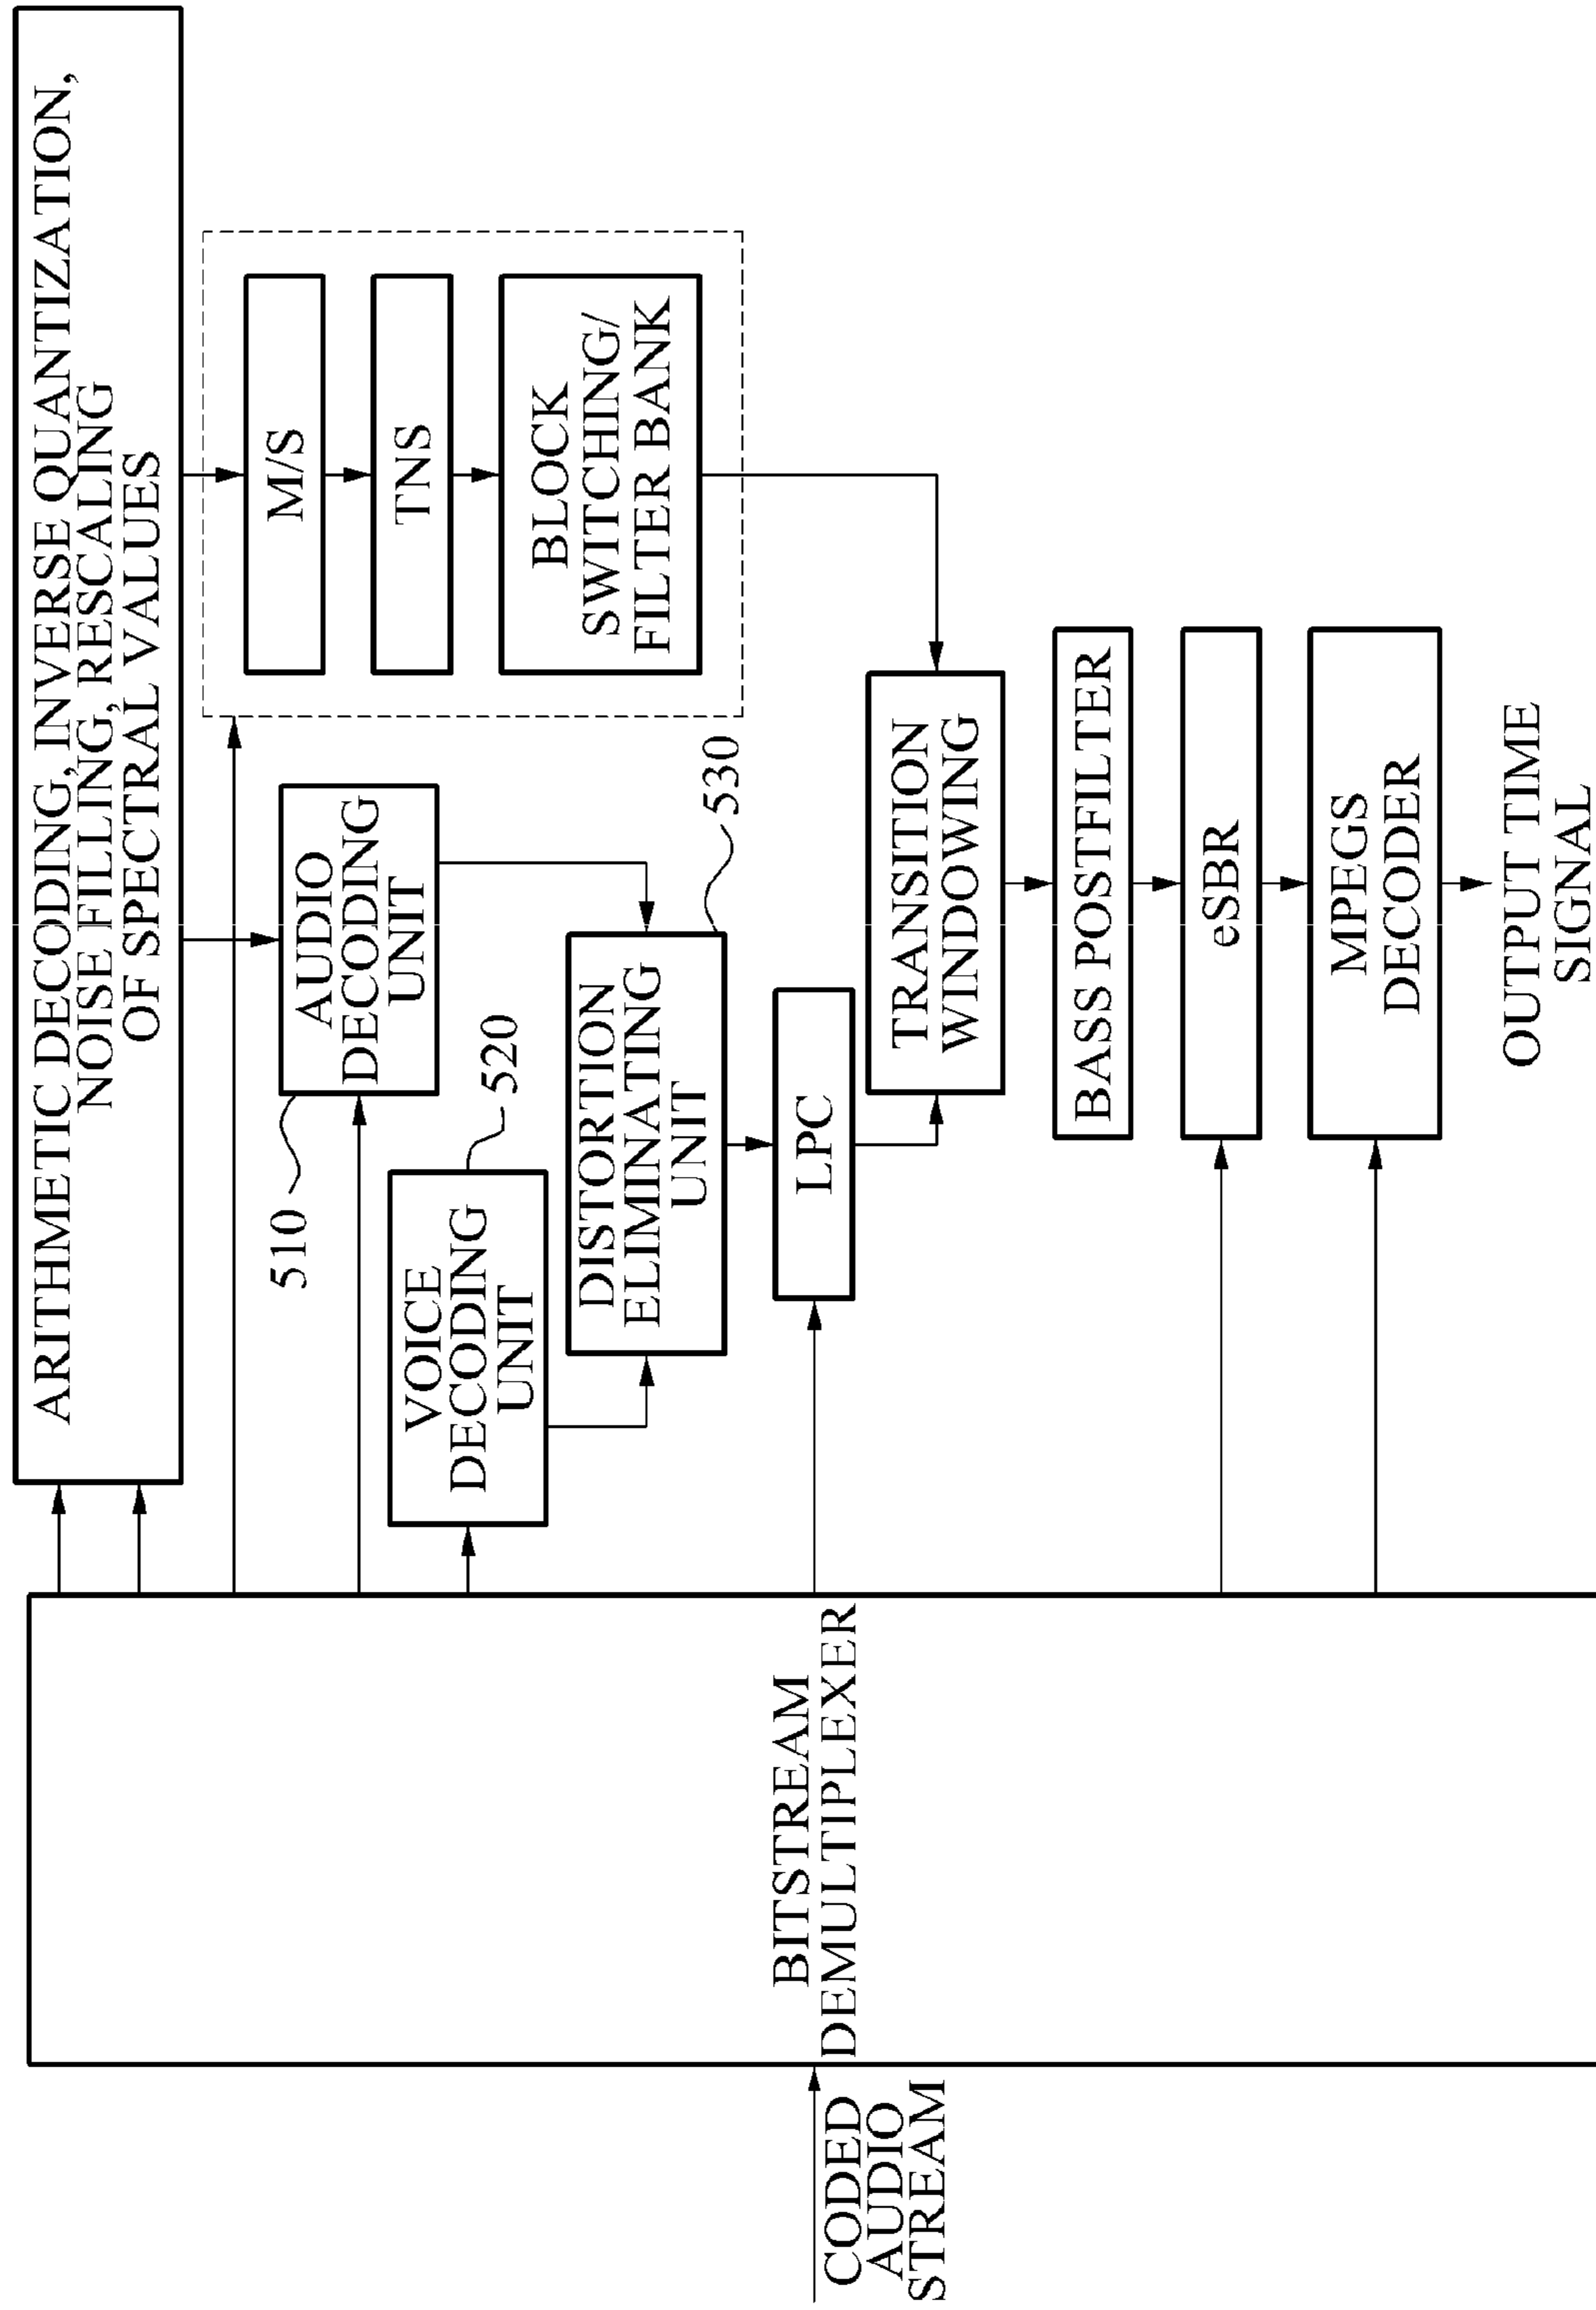 ARITHMETIC DECODING, INVERSE QUANTIZATION,
NOISE FILLING, RESCALING
OF SPECTRAL VALUES
M/S
TNS
BLOCK
SWITCHING/
FILTER BANK
510
AUDIO
DECODING
UNIT
520
VOICE
DECODING
UNIT
530
DISTORTION
ELIMINATING
UNIT
LPC
TRANSITION
WINDOWING
BASS POSTFILTER
eSBR
MPEGS
DECODER
OUTPUT TIME
SIGNAL
BITSTREAM
DEMULTIPLEXER
CODED
AUDIO
STREAM